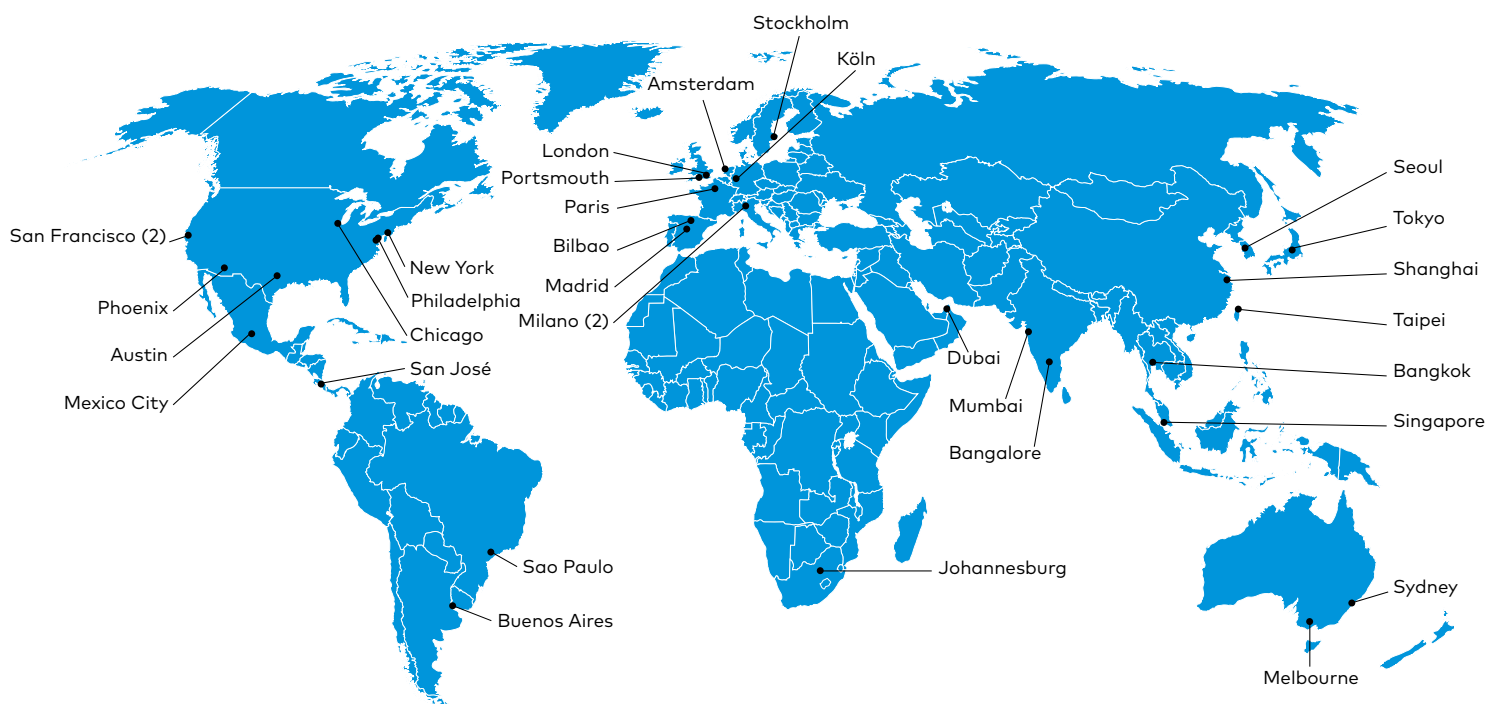 Stockholm
Köln
Amsterdam
London
Portsmouth
Paris
Bilbao
Madrid
Milano (2)
San Francisco (2)
Phoenix
Austin
Mexico City
New York
Philadelphia
Chicago
San José
Sao Paulo
Buenos Aires
Dubai
Mumbai
Bangalore
Johannesburg
Seoul
Tokyo
Shanghai
Taipei
Bangkok
Singapore
Sydney
Melbourne